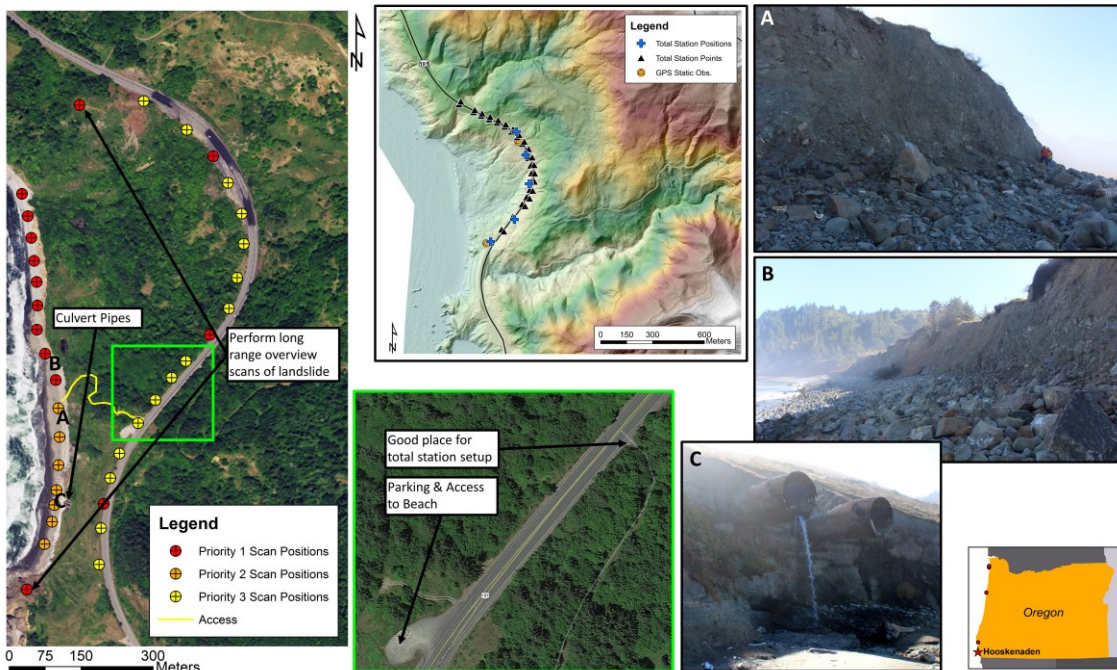 N
Culvert Pipes
Perform long
range overview
scans of landslide
B
A
C
Legend
Priority 1 Scan Positions
Priority 2 Scan Positions
Priority 3 Scan Positions
Access
0 75 150 300
Meters
Legend
Total Station Positions
Total Station Points
GPS Static Obs.
101
N
0 150 300 600
Meters
Good place for
total station setup
Parking & Access
to Beach
101
A
B
C
Oregon
Hooskenaden